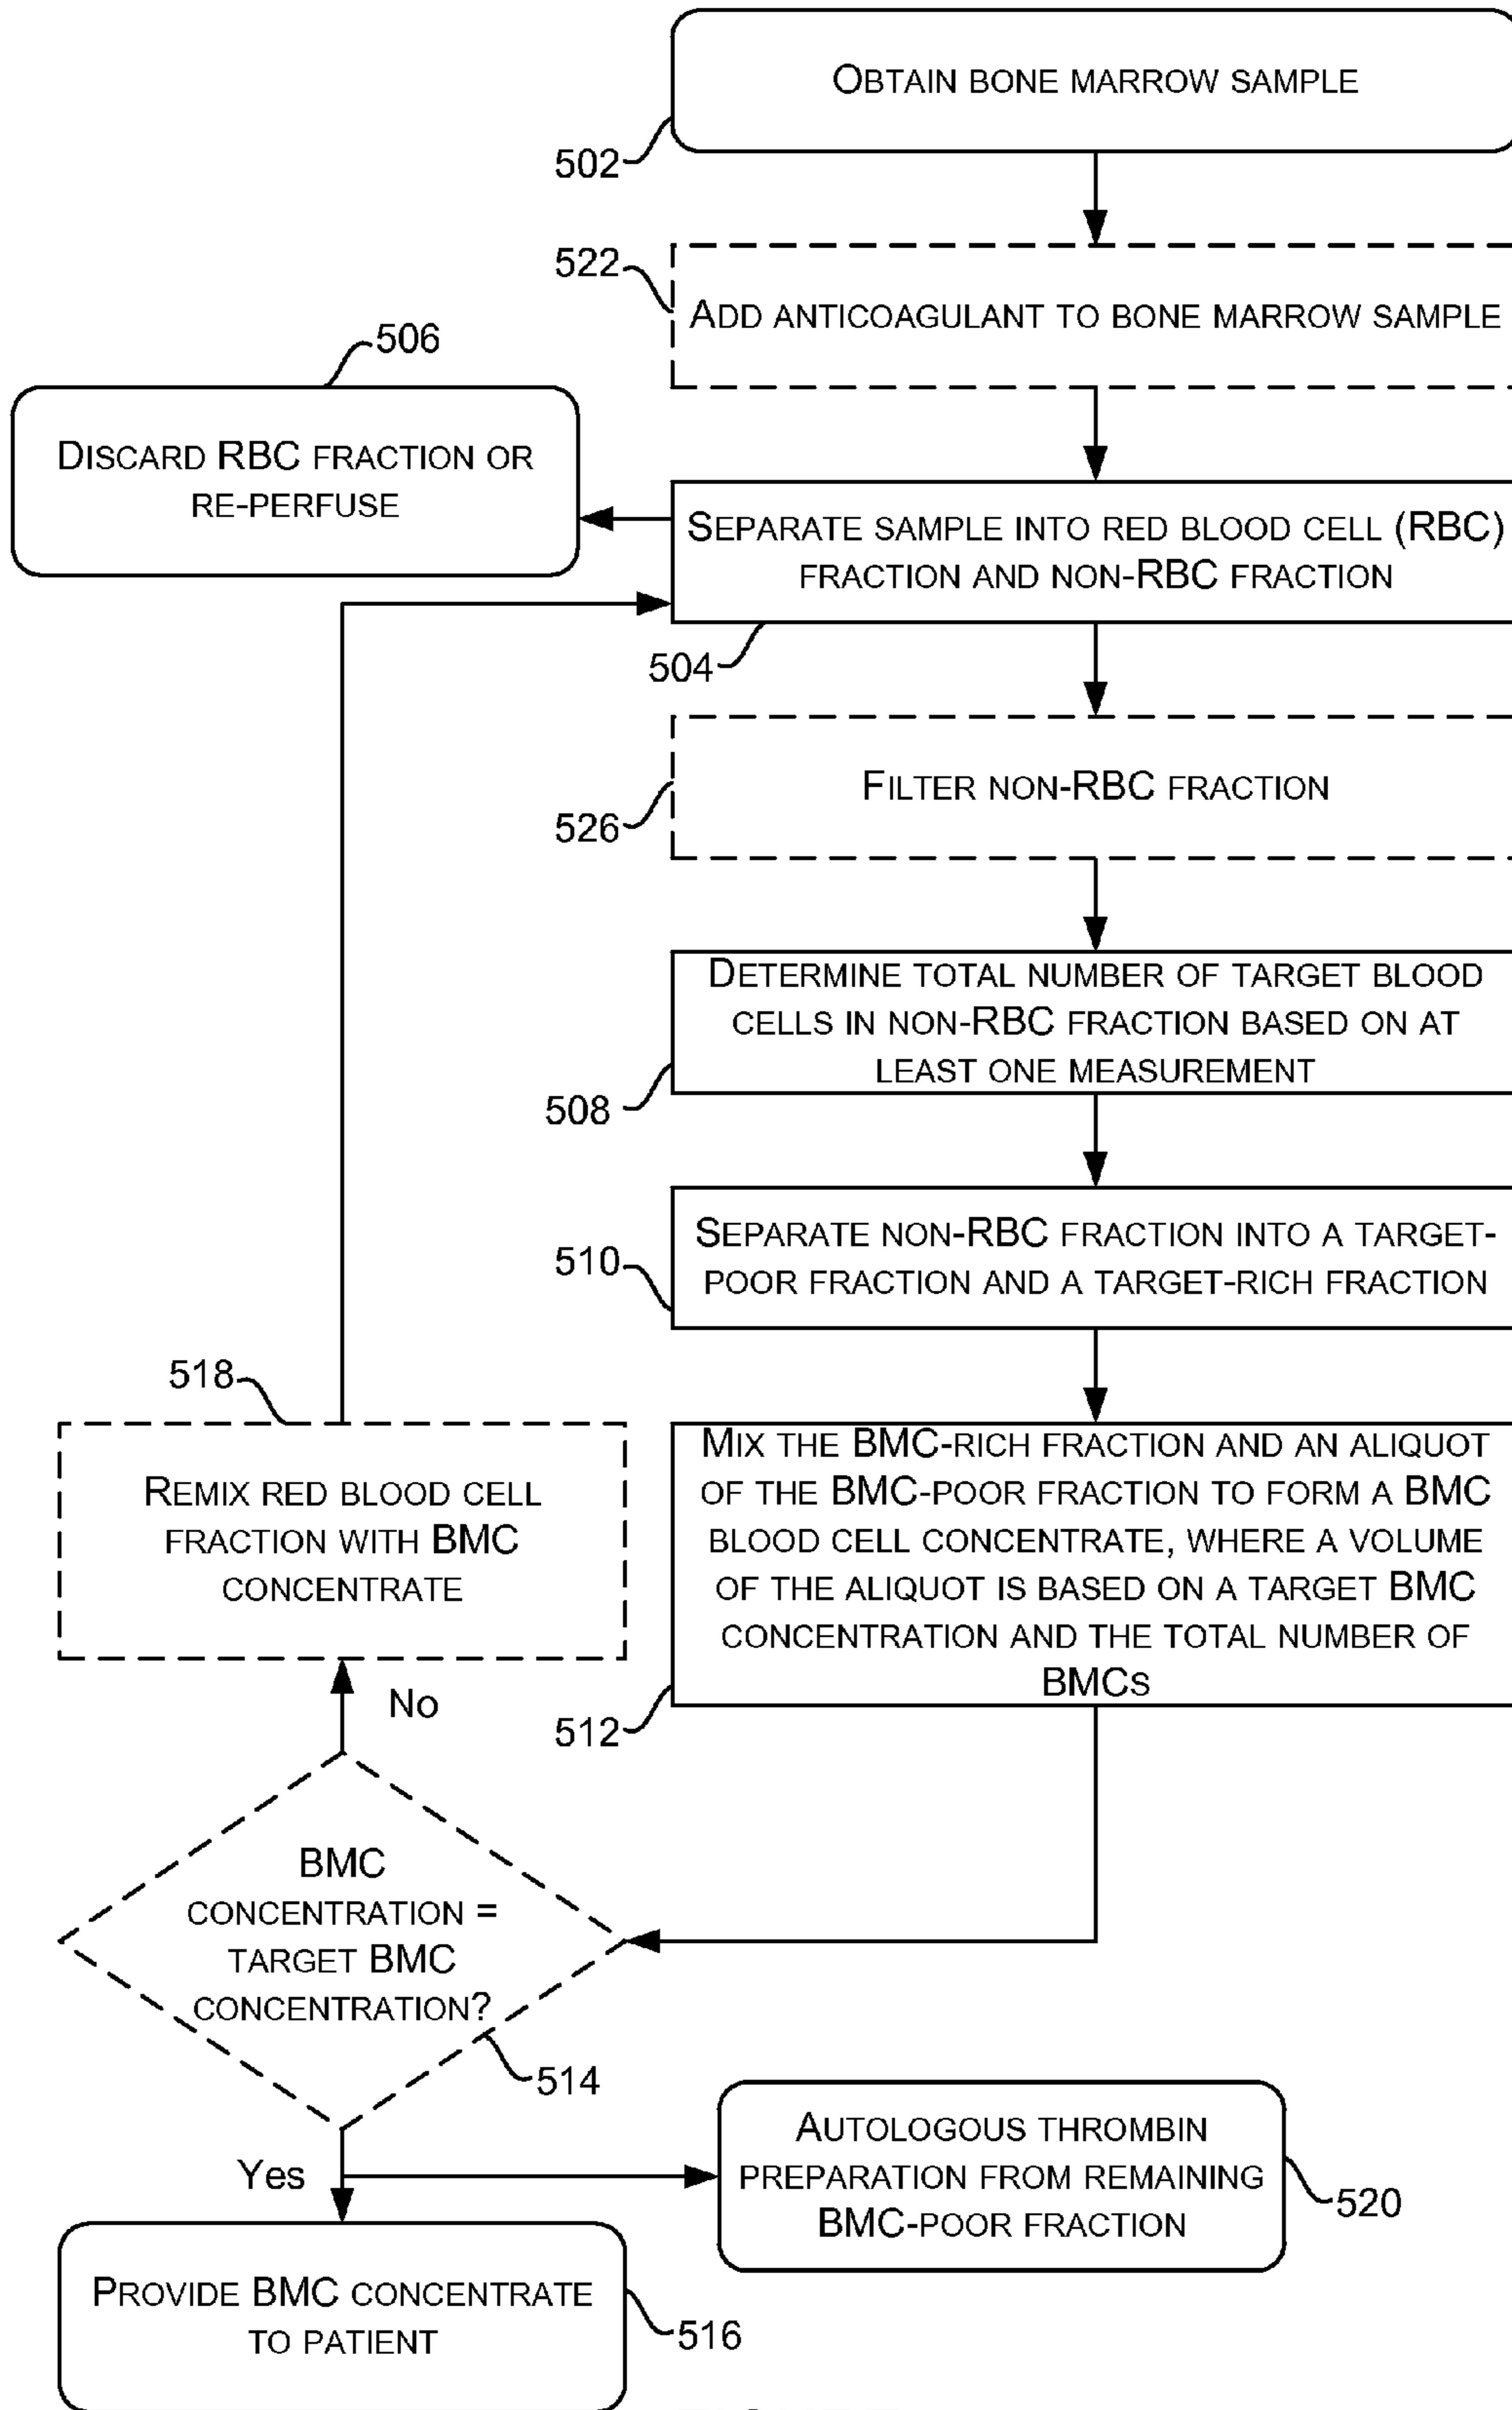 OBTAIN BONE MARROW SAMPLE
502
522
ADD ANTICOAGULANT TO BONE MARROW SAMPLE
506
DISCARD RBC FRACTION OR
RE-PERFUSE
SEPARATE SAMPLE INTO RED BLOOD CELL (RBC)
FRACTION AND NON-RBC FRACTION
504
FILTER NON-RBC FRACTION
526
DETERMINE TOTAL NUMBER OF TARGET BLOOD
CELLS IN NON-RBC FRACTION BASED ON AT
LEAST ONE MEASUREMENT
508
SEPARATE NON-RBC FRACTION INTO A TARGET-
POOR FRACTION AND A TARGET-RICH FRACTION
510
518
REMIX RED BLOOD CELL
FRACTION WITH BMC
CONCENTRATE
MIX THE BMC-RICH FRACTION AND AN ALIQUOT
OF THE BMC-POOR FRACTION TO FORM A BMC
BLOOD CELL CONCENTRATE, WHERE A VOLUME
OF THE ALIQUOT IS BASED ON A TARGET BMC
CONCENTRATION AND THE TOTAL NUMBER OF
BMCS
512
No
BMC
CONCENTRATION =
TARGET BMC
CONCENTRATION?
514
Yes
AUTOLOGOUS THROMBIN
PREPARATION FROM REMAINING
BMC-POOR FRACTION
520
PROVIDE BMC CONCENTRATE
TO PATIENT
516